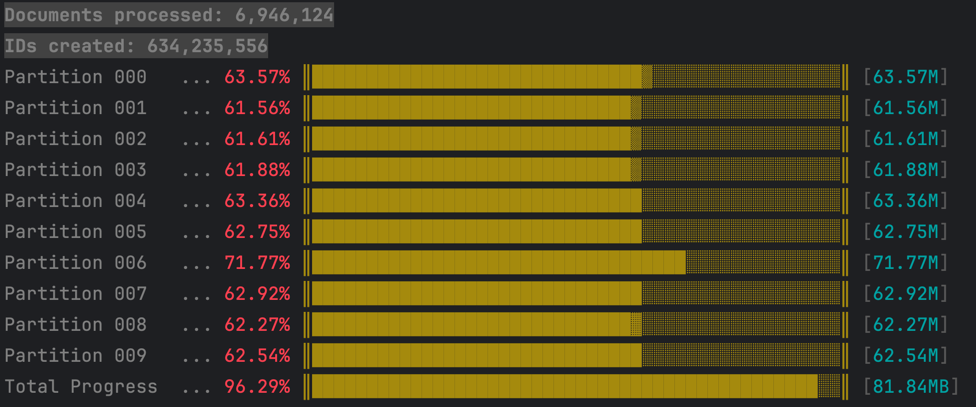 Documents processed: 6,946,124
IDs created: 634,235,556
Partition 000 ... 63.57% [63.57M]
Partition 001 ... 61.56% [61.56M]
Partition 002 ... 61.61% [61.61M]
Partition 003 ... 61.88% [61.88M]
Partition 004 ... 63.36% [63.36M]
Partition 005 ... 62.75% [62.75M]
Partition 006 ... 71.77% [71.77M]
Partition 007 ... 62.92% [62.92M]
Partition 008 ... 62.27% [62.27M]
Partition 009 ... 62.54% [62.54M]
Total Progress ... 96.29% [81.84MB]